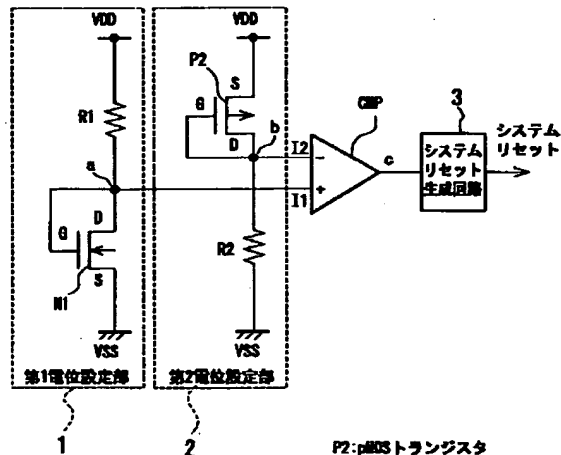 VDD
VDD
P2
S
G
D
b
R1
a
I2
-
CMP
c
3
システム
リセット
生成回路
システム
リセット
I1
+
G
D
S
N1
R2
VSS
VSS
第1電位設定部
第2電位設定部
1
2
P2:pMOSトランジスタ